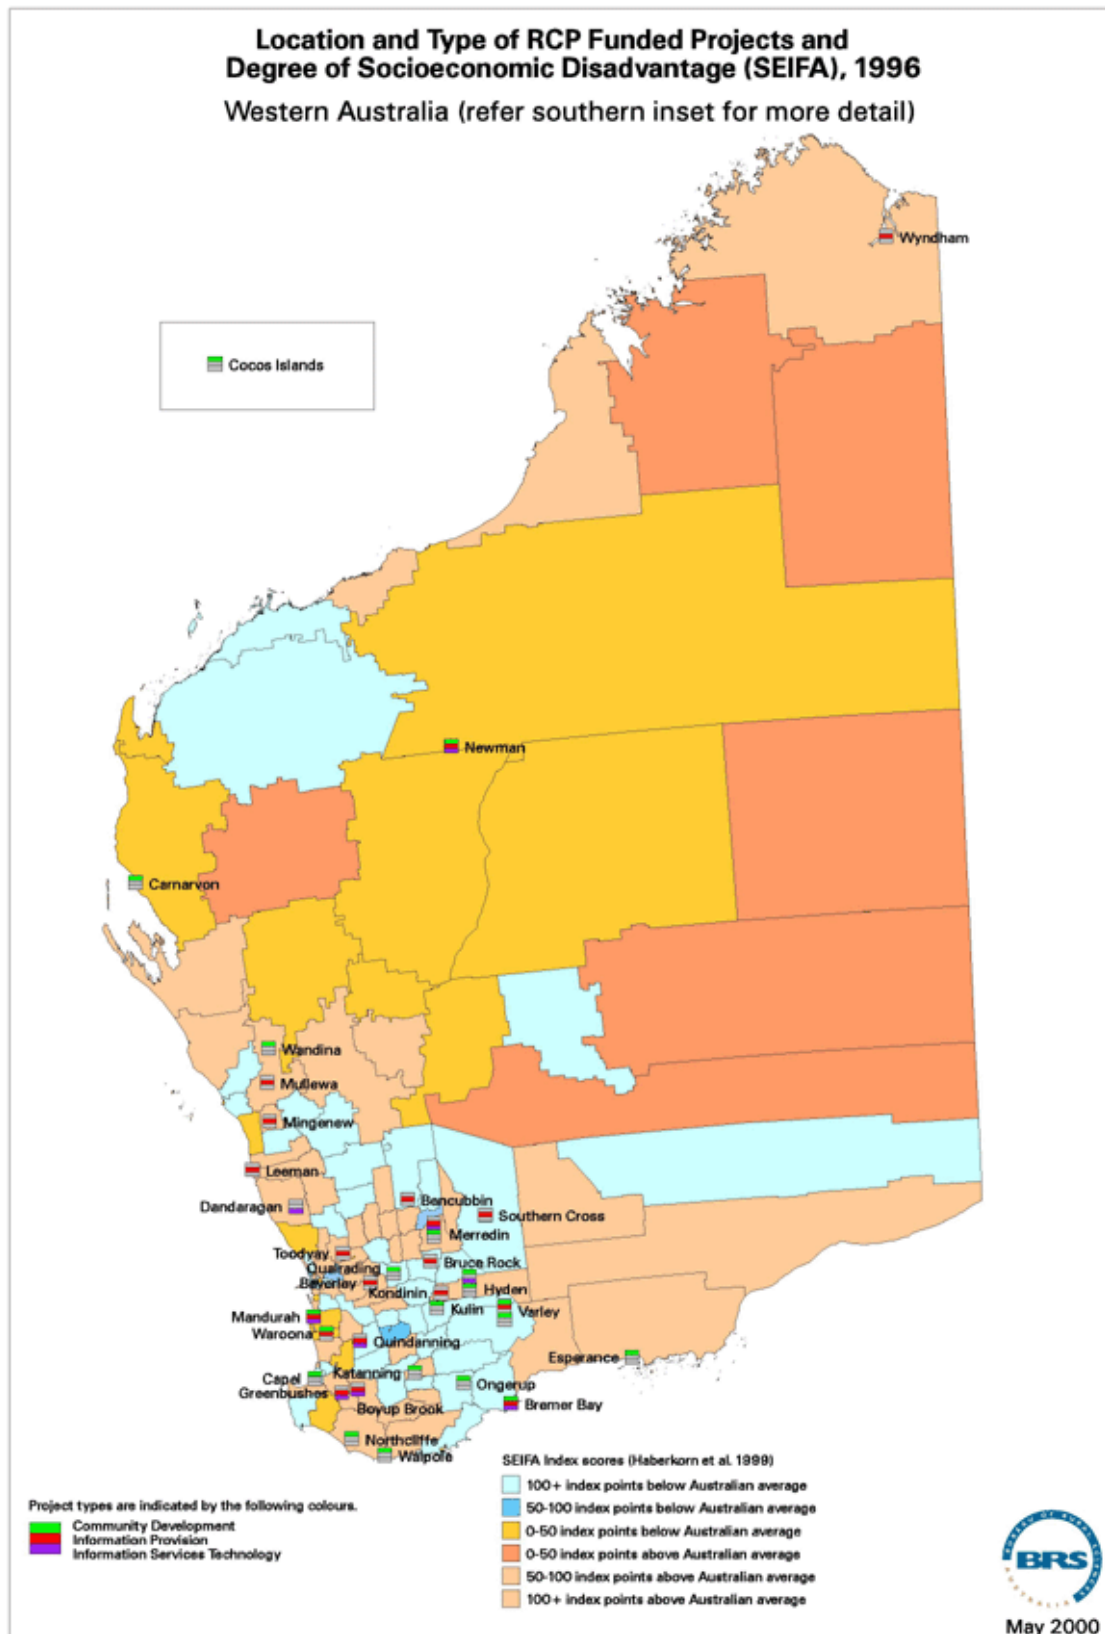 Location and Type of RCP Funded Projects and
Degree of Socioeconomic Disadvantage (SEIFA), 1996
Western Australia (refer southern inset for more detail)
Wyndham
Cocos Islands
Newman
Carnarvon
Wandina
Mullewa
Mingenew
Leeman
Dandaragan
Bencubbin
Southern Cross
Merredin
Toodyay
Bruce Rock
Quairading
Beverley
Kondinin
Hyden
Kulin
Varley
Mandurah
Waroona
Quindanning
Esperance
Capel
Katanning
Ongerup
Greenbushes
Boyup Brook
Bremer Bay
Northcliffe
Walpole
SEIFA Index scores (Haberkorn et al. 1999)
100+ index points below Australian average
50-100 index points below Australian average
0-50 index points below Australian average
0-50 index points above Australian average
50-100 index points above Australian average
100+ index points above Australian average
Project types are indicated by the following colours.
Community Development
Information Provision
Information Services Technology
BUREAU OF RURAL SCIENCES
BRS
AUSTRALIA
May 2000